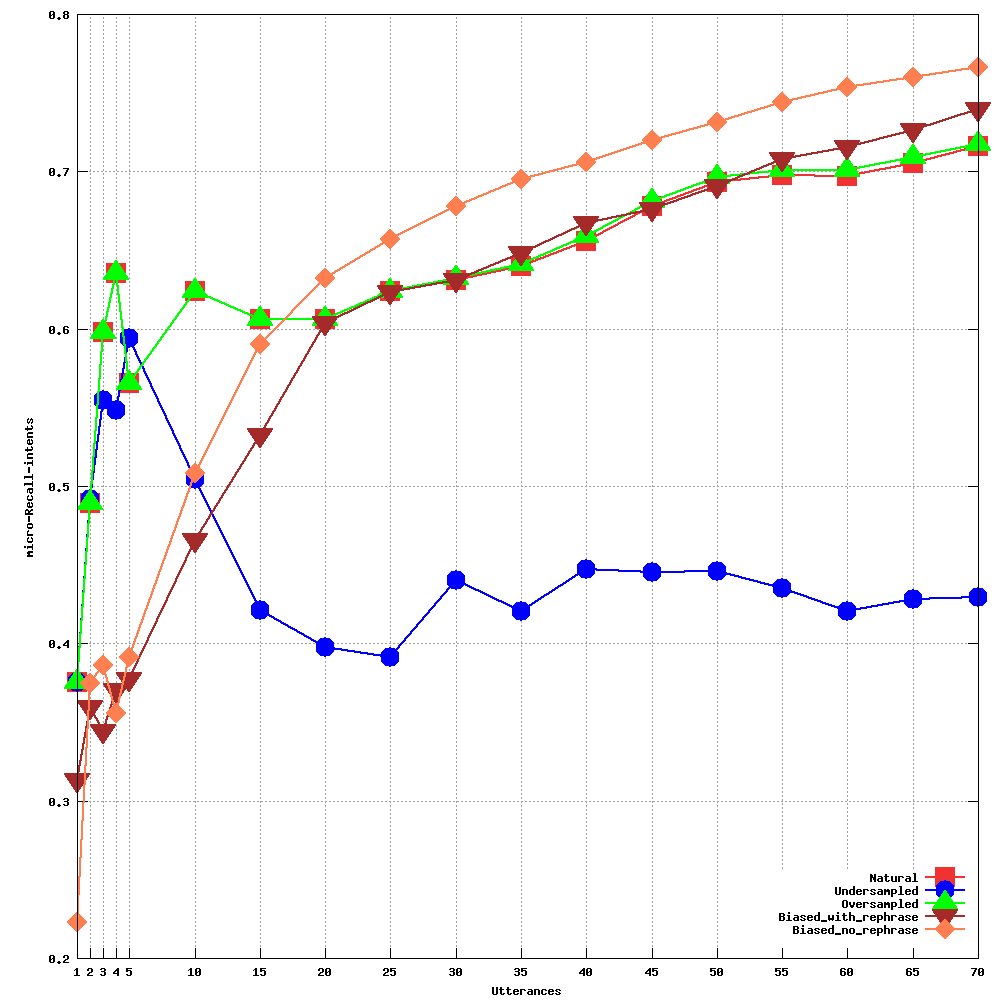 0.8
0.7
0.6
0.5
0.4
0.3
0.2
micro-Recall-intents
1 2 3 4 5 10 15 20 25 30 35 40 45 50 55 60 65 70
Utterances
Natural
Undersampled
Oversampled
Biased_with_rephrase
Biased_no_rephrase